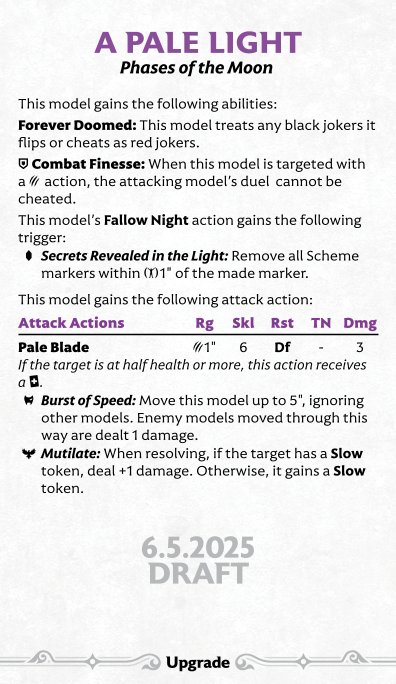 A PALE LIGHT
Phases of the Moon
This model gains the following abilities:
Forever Doomed: This model treats any black jokers it
flips or cheats as red jokers.
Combat Finesse: When this model is targeted with
a action, the attacking model's duel cannot be
cheated.
This model's Fallow Night action gains the following
trigger:
Secrets Revealed in the Light: Remove all Scheme
markers within 1" of the made marker.
This model gains the following attack action:
Attack Actions Rg Skl Rst TN Dmg
Pale Blade 1" 6 Df - 3
If the target is at half health or more, this action receives
a .
Burst of Speed: Move this model up to 5", ignoring
other models. Enemy models moved through this
way are dealt 1 damage.
Mutilate: When resolving, if the target has a Slow
token, deal +1 damage. Otherwise, it gains a Slow
token.
6.5.2025
DRAFT
Upgrade